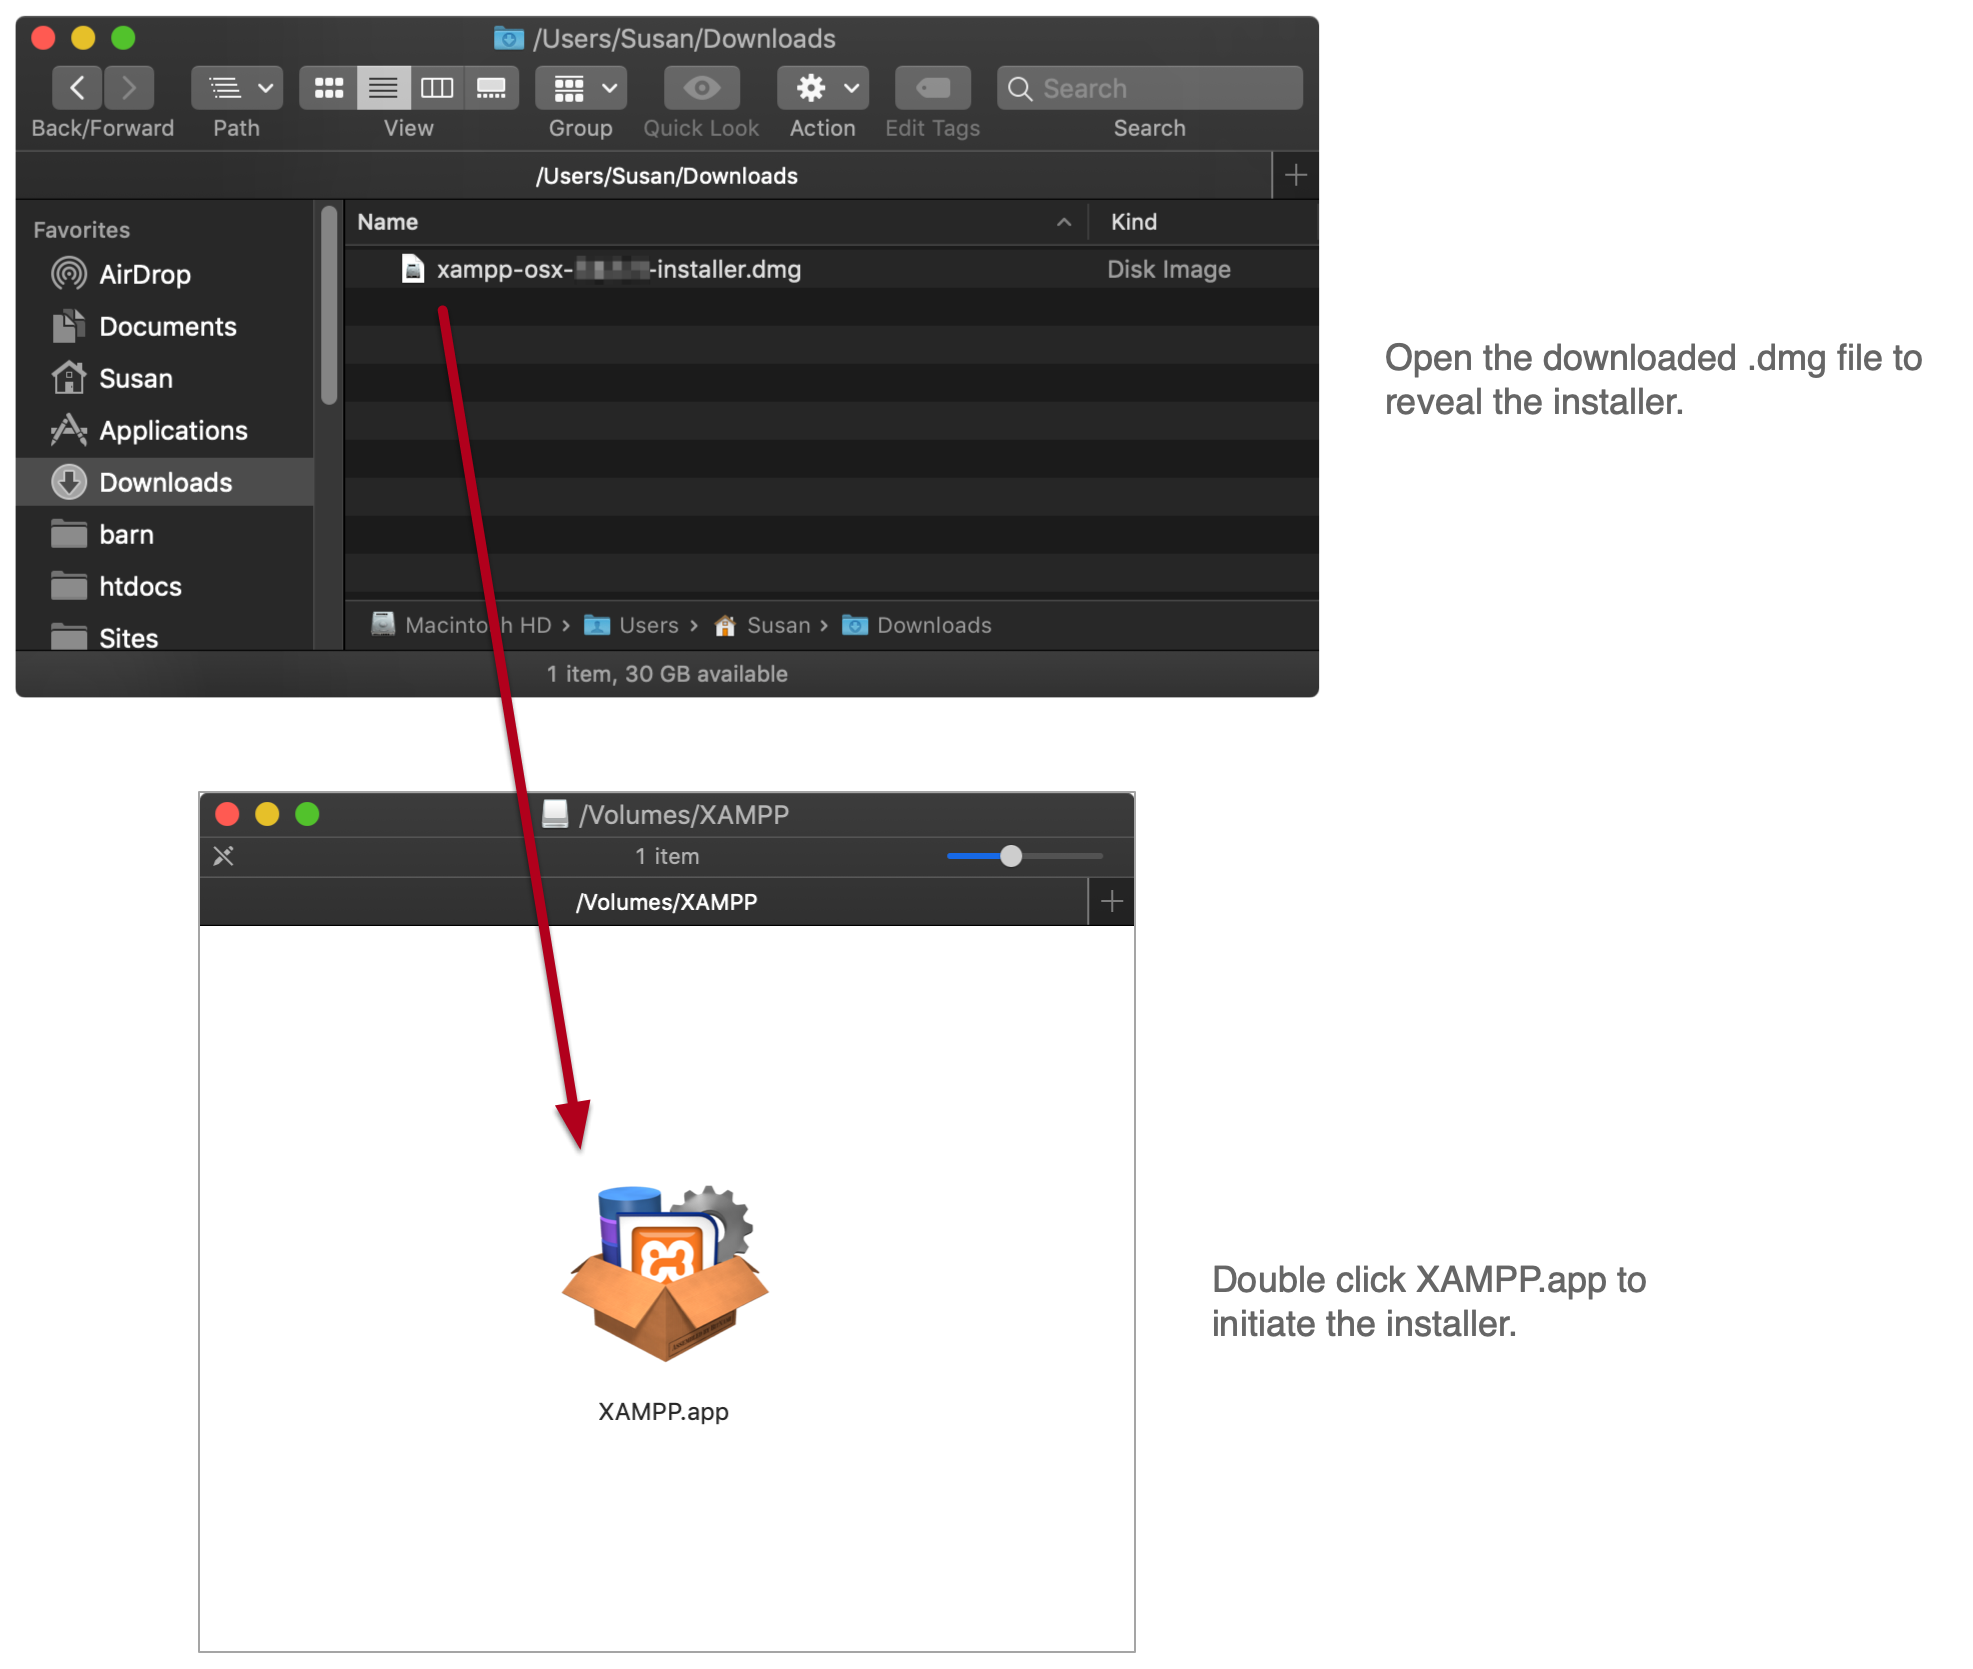 /Users/Susan/Downloads
Search
Back/Forward Path View Group Quick Look Action Edit Tags Search
/Users/Susan/Downloads
Favorites
AirDrop
Documents
Susan
Applications
Downloads
barn
htdocs
Sites
Name Kind
xampp-osx- -installer.dmg Disk Image
Macintosh HD › Users › Susan › Downloads
1 item, 30 GB available
Open the downloaded .dmg file to
reveal the installer.
/Volumes/XAMPP
1 item
/Volumes/XAMPP
XAMPP.app
Double click XAMPP.app to
initiate the installer.